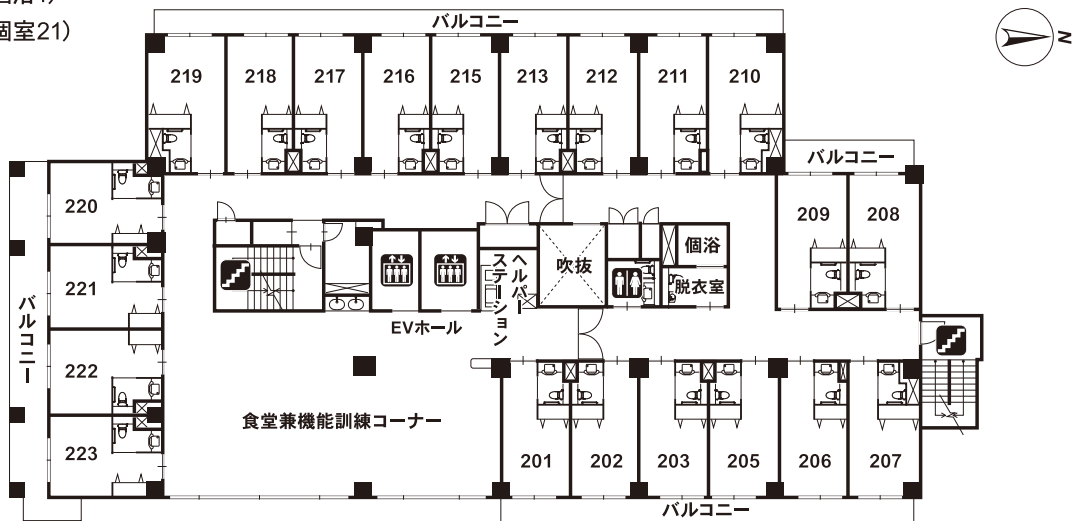 個室21)
バルコニー
N
219
218
217
216
215
213
212
211
210
バルコニー
220
209
208
個浴
ヘルパー
ステーション
吹抜
脱衣室
221
EVホール
バルコニー
222
食堂兼機能訓練コーナー
223
201
202
203
205
206
207
バルコニー